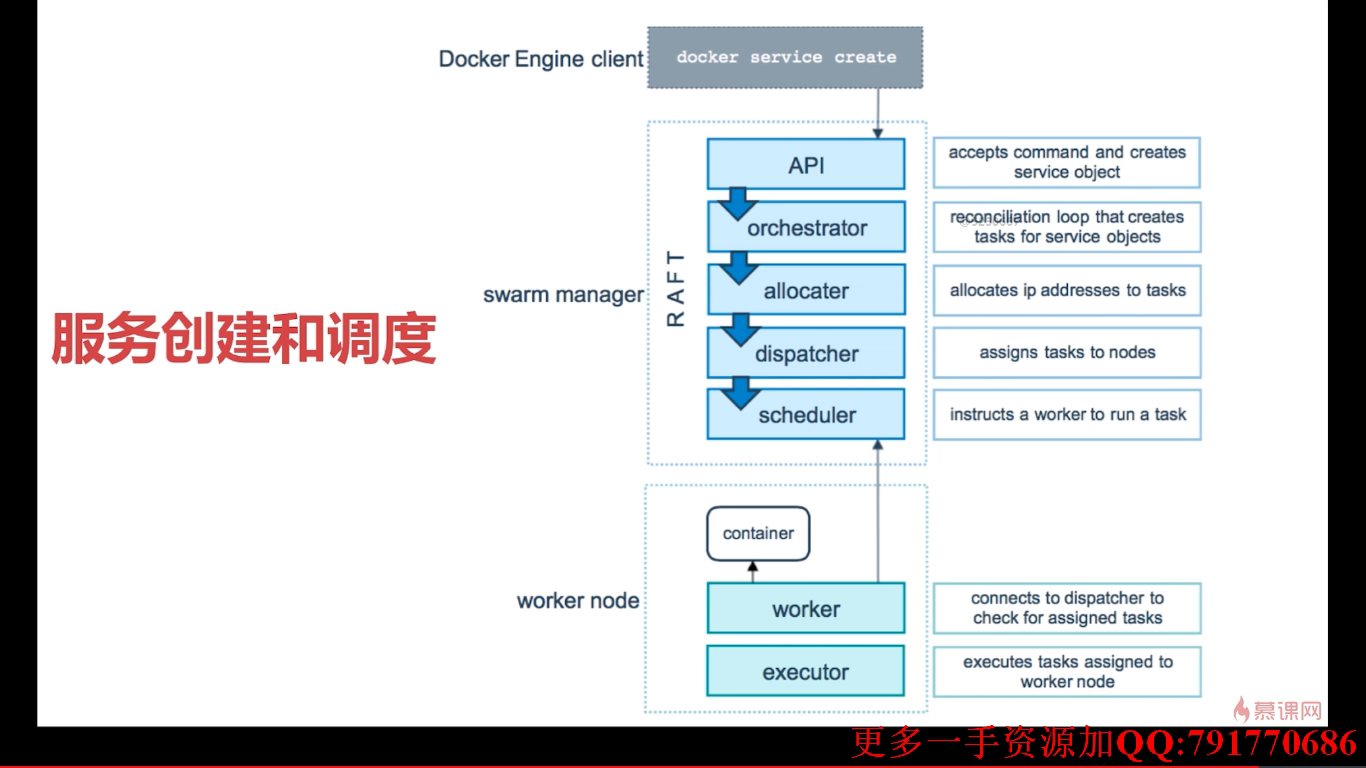 Docker Engine client
docker service create
API
accepts command and creates
service object
orchestrator
reconciliation loop that creates
tasks for service objects
RAFT
swarm manager
allocater
allocates ip addresses to tasks
服务创建和调度
dispatcher
assigns tasks to nodes
scheduler
instructs a worker to run a task
container
worker node
worker
connects to dispatcher to
check for assigned tasks
executor
executes tasks assigned to
worker node
慕课网
更多一手资源加QQ:791770686